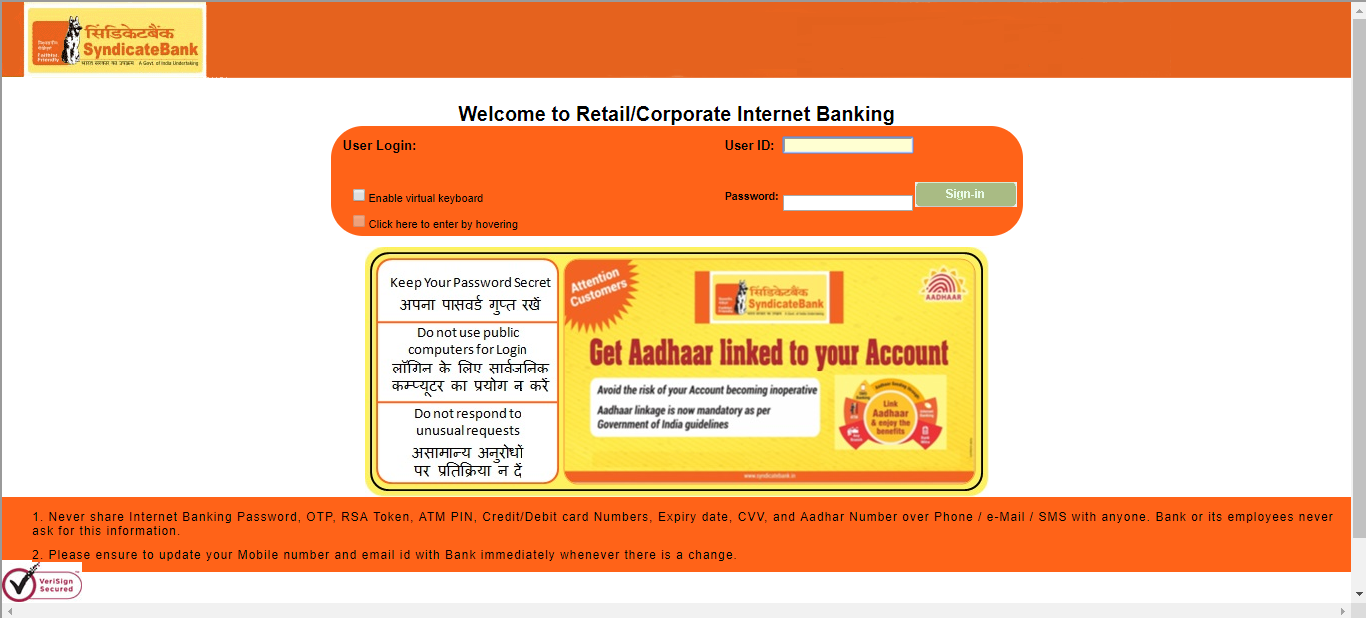 सिंडिकेटबैंक
SyndicateBank
Faithful
Friendly
भारत सरकार का उपक्रम A Govt. of India Undertaking
Welcome to Retail/Corporate Internet Banking
User Login:
User ID:
Enable virtual keyboard
Password:
Sign-in
Click here to enter by hovering
Keep Your Password Secret
अपना पासवर्ड गुप्त रखें
Do not use public
computers for Login
लॉगिन के लिए सार्वजनिक
कम्प्यूटर का प्रयोग न करें
Do not respond to
unusual requests
असामान्य अनुरोधों
पर प्रतिक्रिया न दें
Attention
Customers
सिंडिकेटबैंक
SyndicateBank
AADHAAR
Get Aadhaar linked to your Account
Avoid the risk of your Account becoming inoperative
Aadhaar linkage is now mandatory as per
Government of India guidelines
Link
Aadhaar
& enjoy the
benefits
www.syndicatebank.in
1. Never share Internet Banking Password, OTP, RSA Token, ATM PIN, Credit/Debit card Numbers, Expiry date, CVV, and Aadhar Number over Phone / e-Mail / SMS with anyone. Bank or its employees never
ask for this information.
2. Please ensure to update your Mobile number and email id with Bank immediately whenever there is a change.
VeriSign
Secured